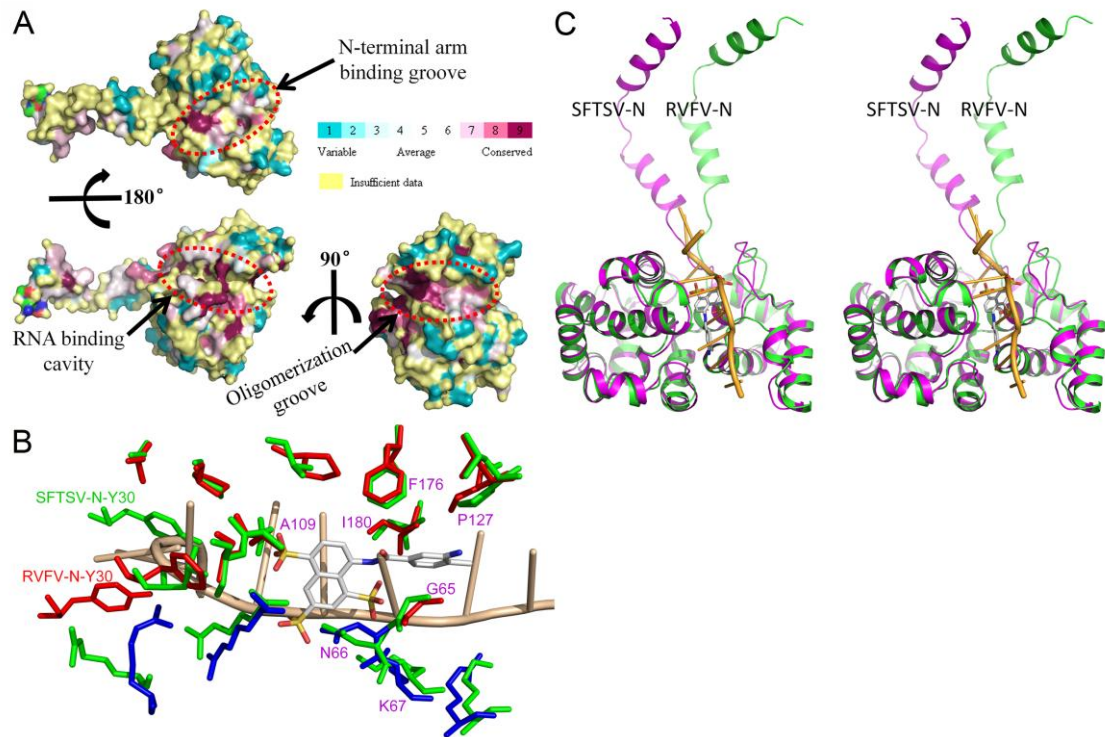 A
N-terminal arm
binding groove
1 2 3 4 5 6 7 8 9
Variable Average Conserved
Insufficient data
180°
90°
RNA binding
cavity
Oligomerization
groove
B
SFTSV-N-Y30
RVFV-N-Y30
A109
I180
F176
P127
G65
N66
K67
C
SFTSV-N RVFV-N
SFTSV-N RVFV-N